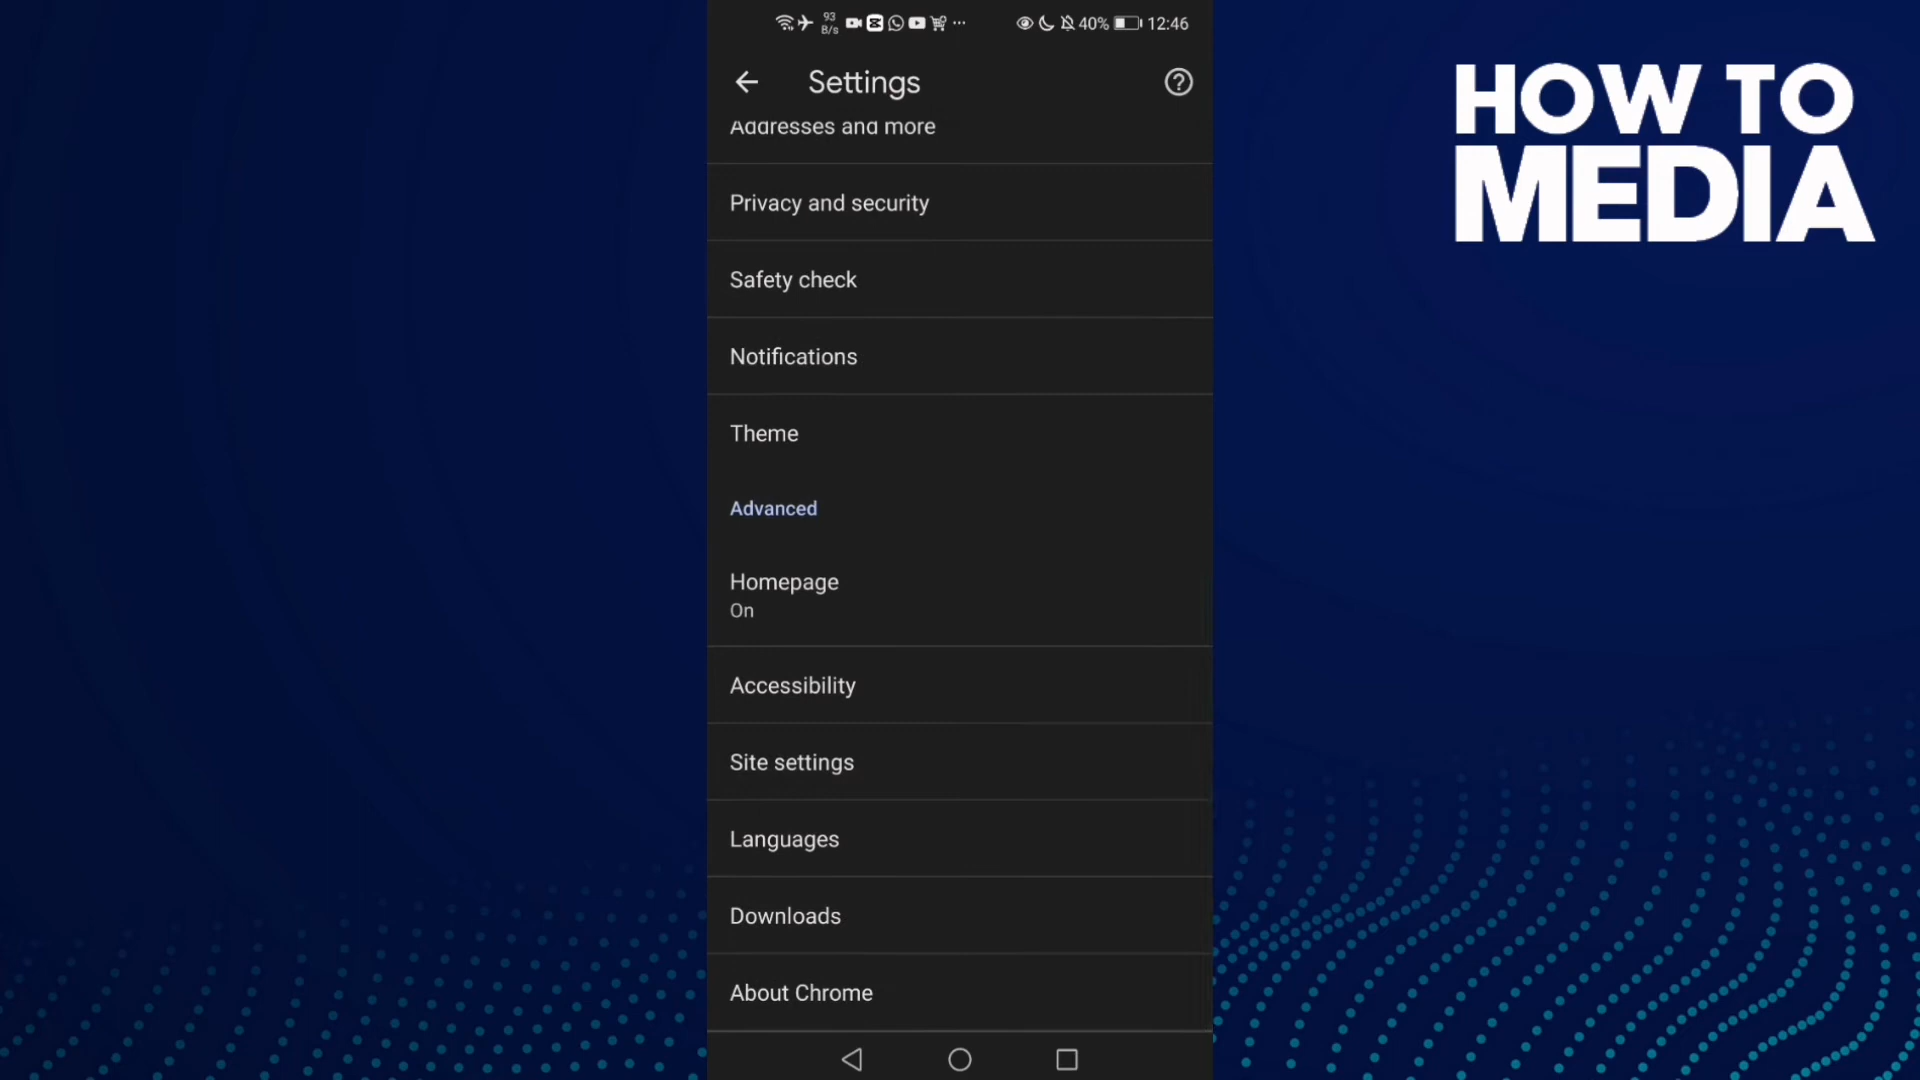 93
B/s
40% 12:46
Settings
Addresses and more
Privacy and security
Safety check
Notifications
Theme
Advanced
Homepage
On
Accessibility
Site settings
Languages
Downloads
About Chrome
HOW TO
MEDIA